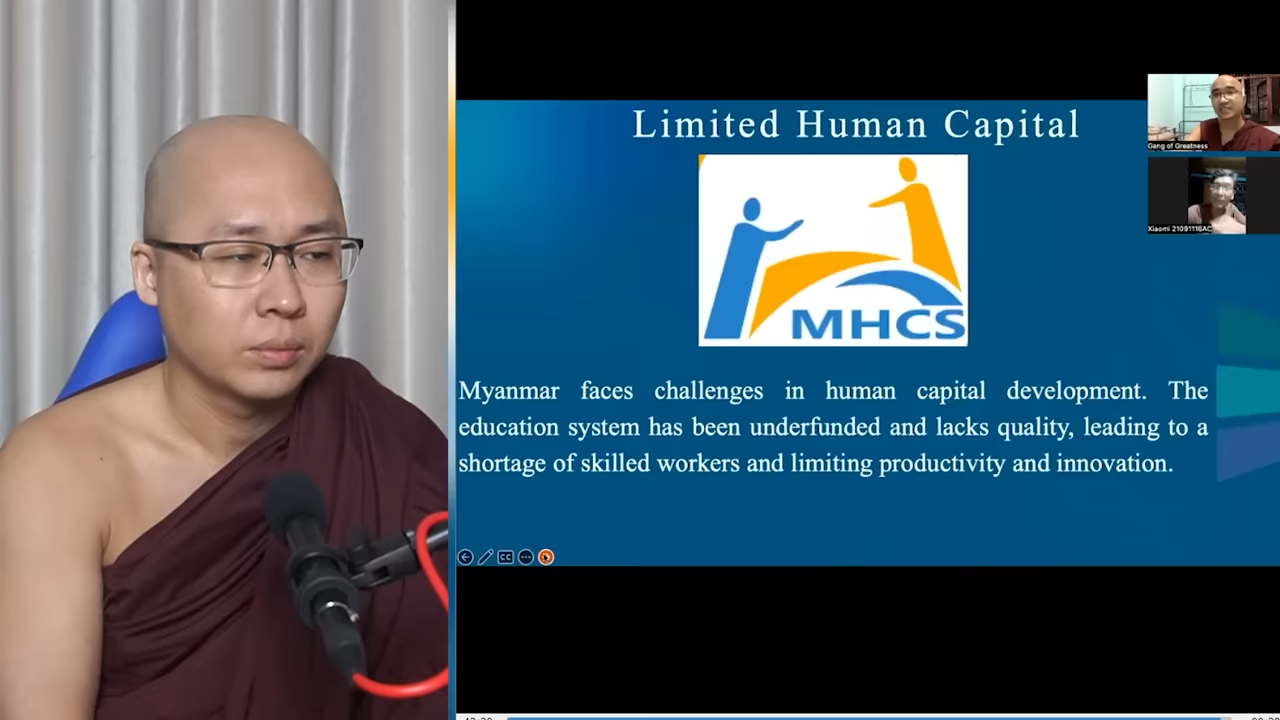 Limited Human Capital
MHCS
Gang of Greatness
Xiaomi 21091116AC
Myanmar faces challenges in human capital development. The
education system has been underfunded and lacks quality, leading to a
shortage of skilled workers and limiting productivity and innovation.
CC